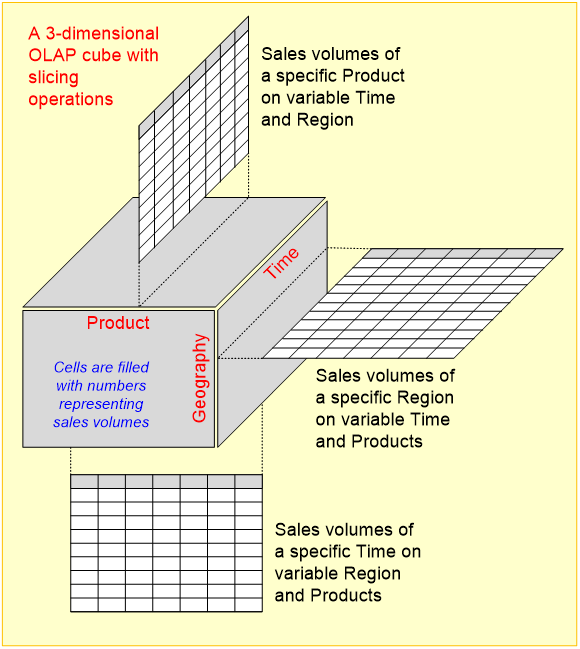 A 3-dimensional
OLAP cube with
slicing
operations
Sales volumes of
a specific Product
on variable Time
and Region
Time
Product
Geography
Cells are filled
with numbers
representing
sales volumes
Sales volumes of
a specific Region
on variable Time
and Products
Sales volumes of
a specific Time on
variable Region
and Products